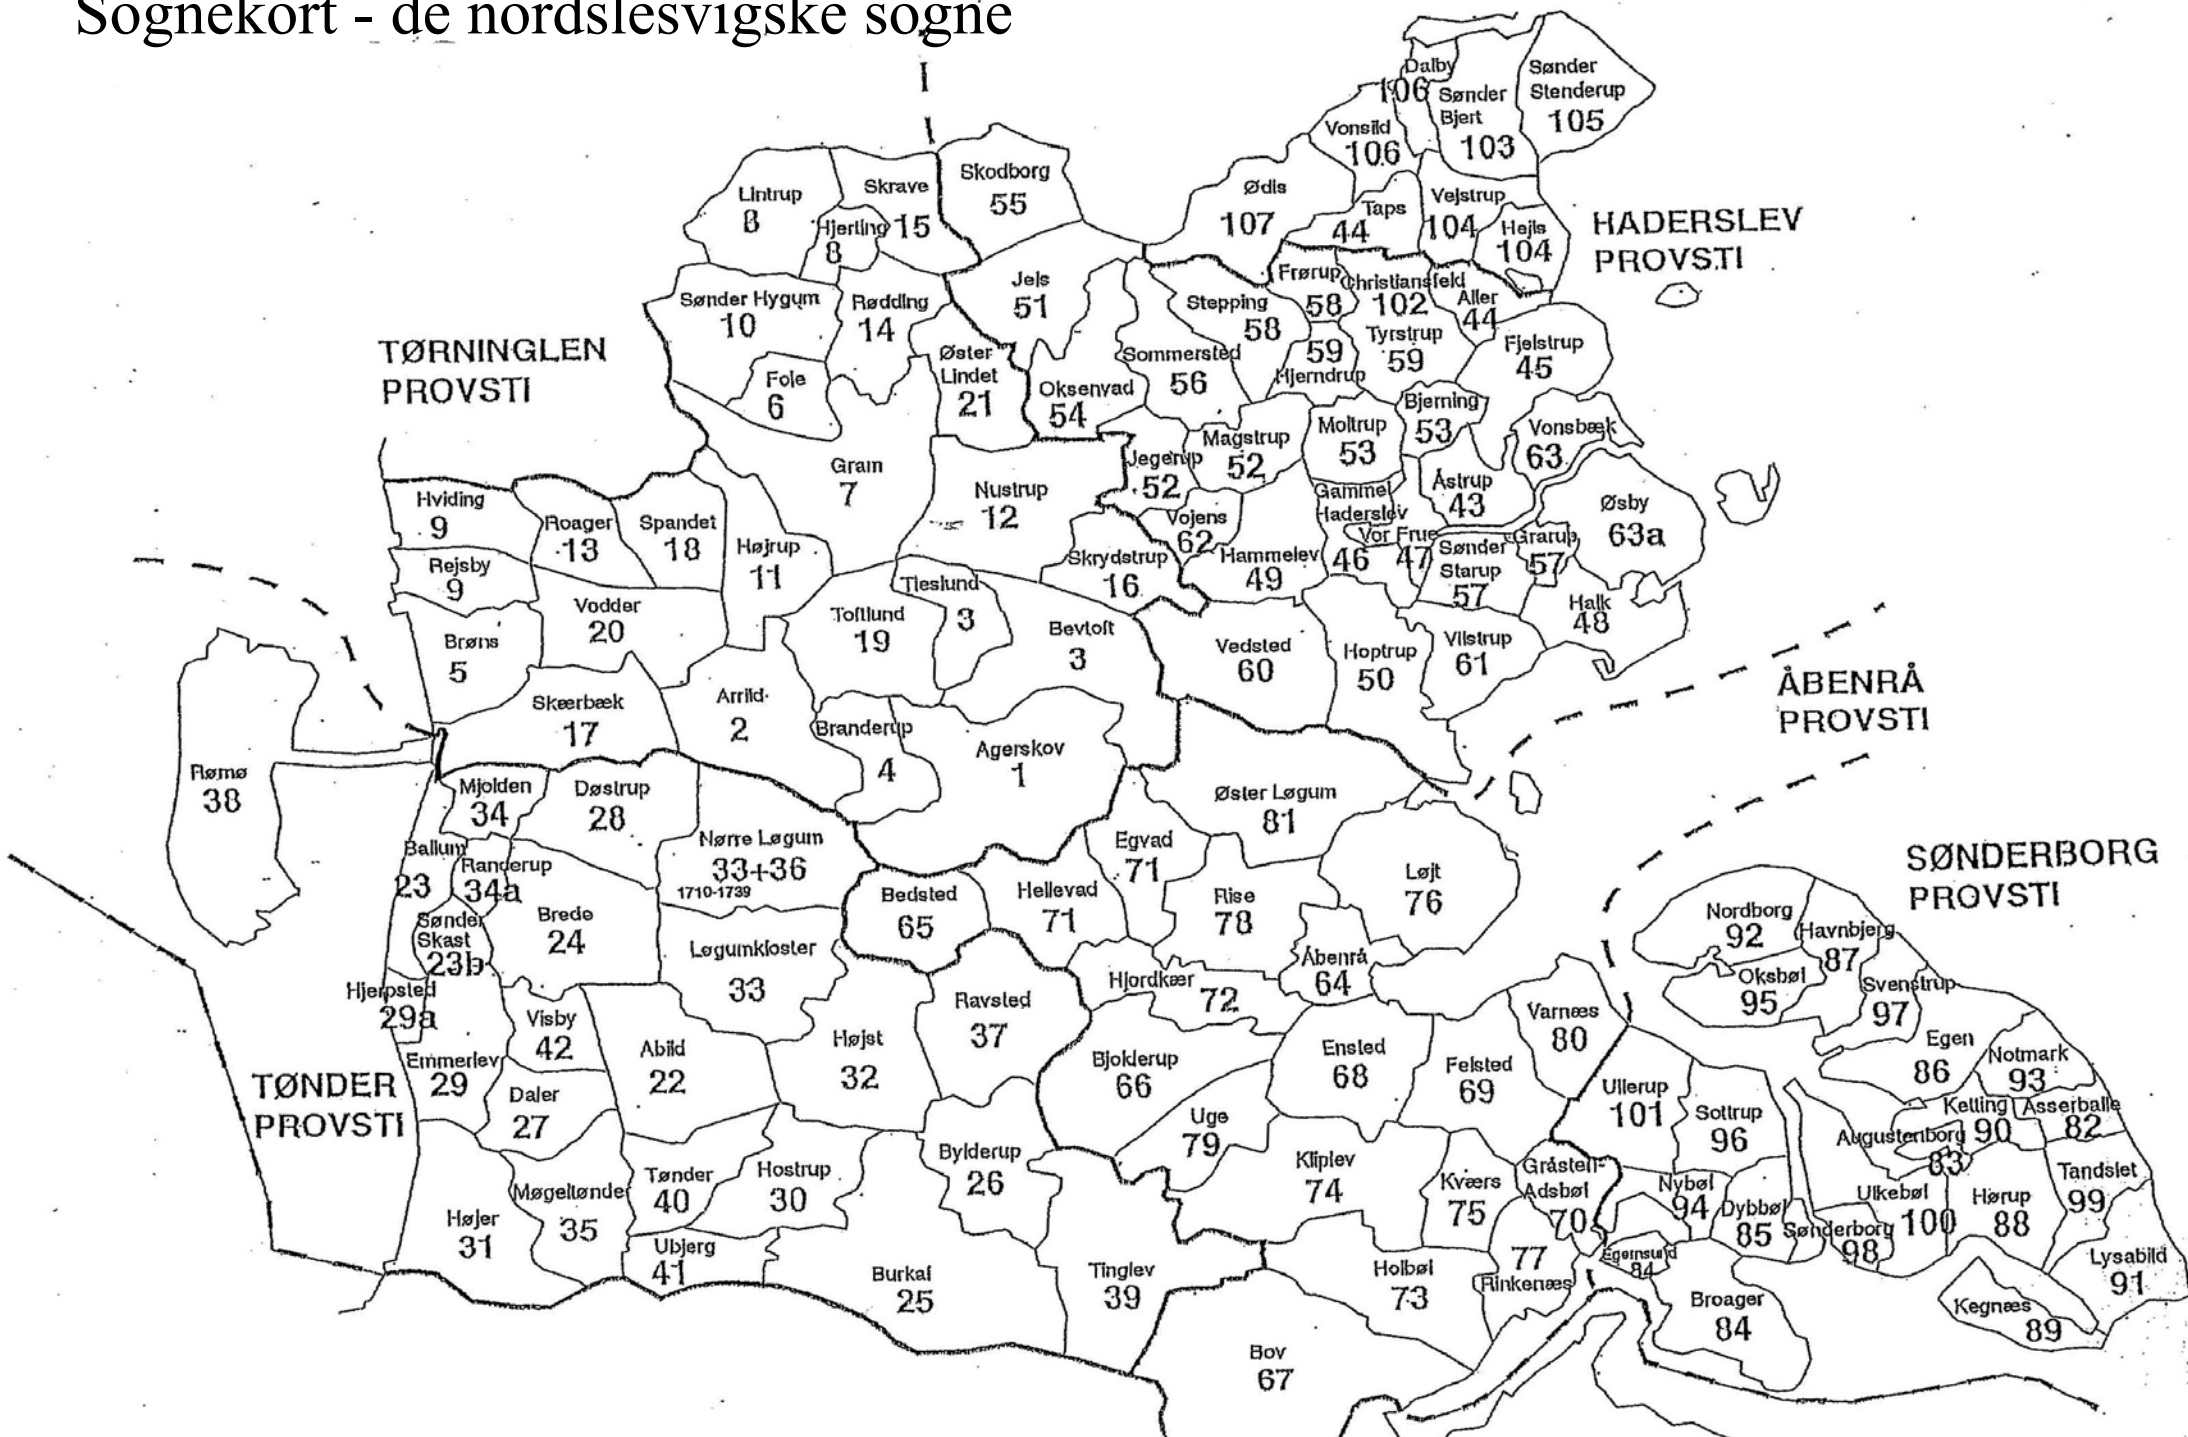 Sognekort - de nordslesvigske sogne
Dalby
106
Sønder
Bjert
103
Sønder
Stenderup
105
Vonsild
106
Lintrup
8
Skrave
15
Hjerting
8
Skodborg
55
Ødis
107
Taps
44
Vejstrup
104
Hejls
104
HADERSLEV
PROVSTI
Sønder Hygum
10
Rødding
14
Jels
51
Stepping
58
Frørup
58
Christiansfeld
102
Aller
44
TØRNINGLEN
PROVSTI
Fole
6
Øster
Lindet
21
Oksenvad
54
Sommersted
56
59
Hjerndrup
Tyrstrup
59
Fjelstrup
45
Gram
7
Nustrup
12
Jegerup
52
Magstrup
52
Moltrup
53
Bjerning
53
Vonsbæk
63
Hviding
9
Roager
13
Spandet
18
Højrup
11
Skrydstrup
16
Vojens
62
Hammelev
49
Gammel
Haderslev
46
Vor Frue
47
Åstrup
43
Sønder
Starup
57
Grarup
57
Øsby
63a
Rejsby
9
Vodder
20
Brøns
5
Toftlund
19
Tieslund
3
Bevtoft
3
Vedsted
60
Hoptrup
50
Vilstrup
61
Halk
48
Skærbæk
17
Arrild
2
Branderup
4
Agerskov
1
ÅBENRÅ
PROVSTI
Rømø
38
Mjolden
34
Døstrup
28
Nørre Løgum
33+36
1710-1739
Øster Løgum
81
Egvad
71
Løjt
76
SØNDERBORG
PROVSTI
Ballum
23
Randerup
34a
Brede
24
Bedsted
65
Hellevad
71
Rise
78
Nordborg
92
Havnbjerg
87
Sønder
Skast
23b
Løgumkloster
33
Hjordkær
72
Åbenrå
64
Oksbøl
95
Svenstrup
97
Hjerpsted
29a
Visby
42
Abild
22
Højst
32
Ravsted
37
Bjolderup
66
Ensted
68
Felsted
69
Varnæs
80
Egen
86
Notmark
93
TØNDER
PROVSTI
Emmerlev
29
Daler
27
Uge
79
Ullerup
101
Sottrup
96
Augustenborg
83
Ketting
90
Asserballe
82
Højer
31
Møgeltønde
35
Tønder
40
Hostrup
30
Bylderup
26
Kliplev
74
Kværs
75
Gråsten-
Adsbøl
70
Nybøl
94
Dybbøl
85
Sønderborg
98
Ulkebøl
100
Hørup
88
Tandslet
99
Lysabild
91
Ubjerg
41
Burkal
25
Tinglev
39
Holbøl
73
77
Rinkenæs
Egernsund
84
Broager
84
Kegnæs
89
Bov
67